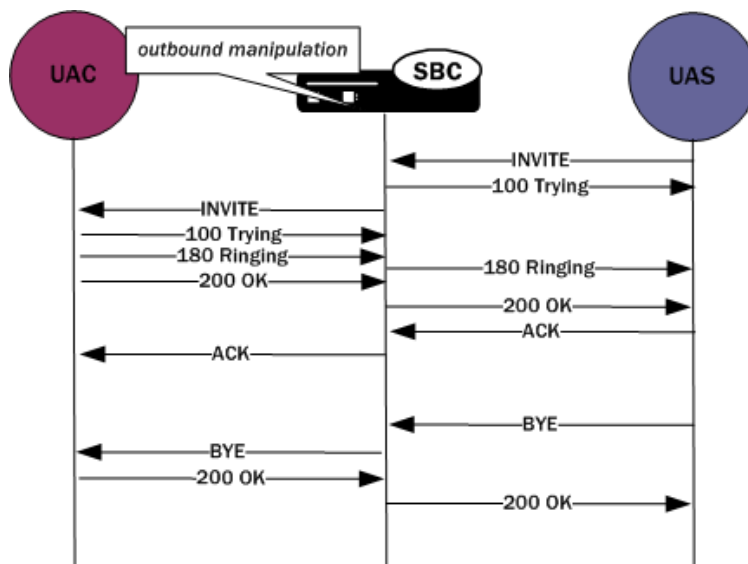 outbound manipulation
UAC
SBC
UAS
INVITE
100 Trying
INVITE
100 Trying
180 Ringing
180 Ringing
200 OK
200 OK
ACK
ACK
BYE
BYE
200 OK
200 OK